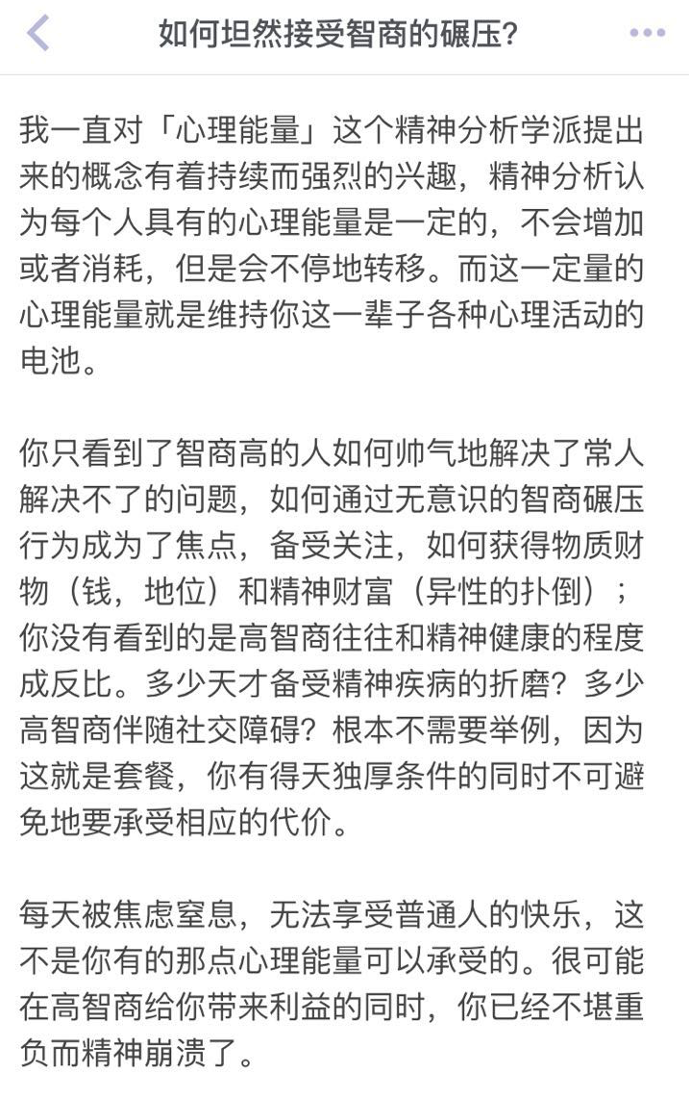 如何坦然接受智商的碾压?
我一直对「心理能量」这个精神分析学派提出
来的概念有着持续而强烈的兴趣，精神分析认
为每个人具有的心理能量是一定的，不会增加
或者消耗，但是会不停地转移。而这一定量的
心理能量就是维持你这一辈子各种心理活动的
电池。
你只看到了智商高的人如何帅气地解决了常人
解决不了的问题，如何通过无意识的智商碾压
行为成为了焦点，备受关注，如何获得物质财
物（钱，地位）和精神财富（异性的扑倒）；
你没有看到的是高智商往往和精神健康的程度
成反比。多少天才备受精神疾病的折磨？多少
高智商伴随社交障碍？根本不需要举例，因为
这就是套餐，你有得天独厚条件的同时不可避
免地要承受相应的代价。
每天被焦虑窒息，无法享受普通人的快乐，这
不是你有的那点心理能量可以承受的。很可能
在高智商给你带来利益的同时，你已经不堪重
负而精神崩溃了。